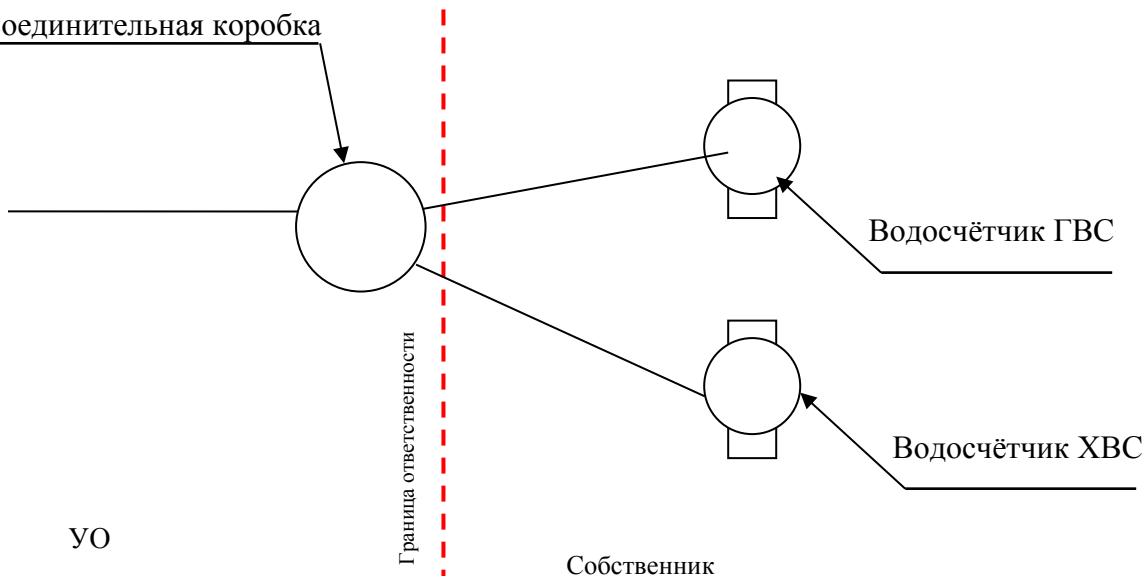 оединительная коробка
Водосчётчик ГВС
Граница ответственности
Водосчётчик ХВС
УО
Собственник